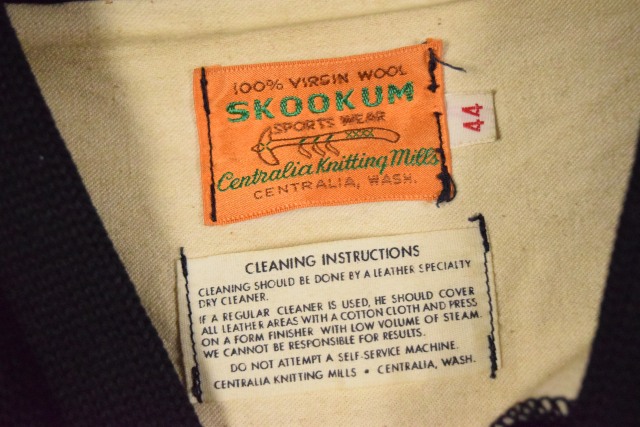 100% VIRGIN WOOL
SKOOKUM
SPORTS WEAR
Centralia Knitting Mills
CENTRALIA, WASH.
44
CLEANING INSTRUCTIONS
CLEANING SHOULD BE DONE BY A LEATHER SPECIALTY
DRY CLEANER.
IF A REGULAR CLEANER IS USED, HE SHOULD COVER
ALL LEATHER AREAS WITH A COTTON CLOTH AND PRESS
ON A FORM FINISHER WITH LOW VOLUME OF STEAM.
WE CANNOT BE RESPONSIBLE FOR RESULTS.
DO NOT ATTEMPT A SELF-SERVICE MACHINE.
CENTRALIA KNITTING MILLS • CENTRALIA, WASH.